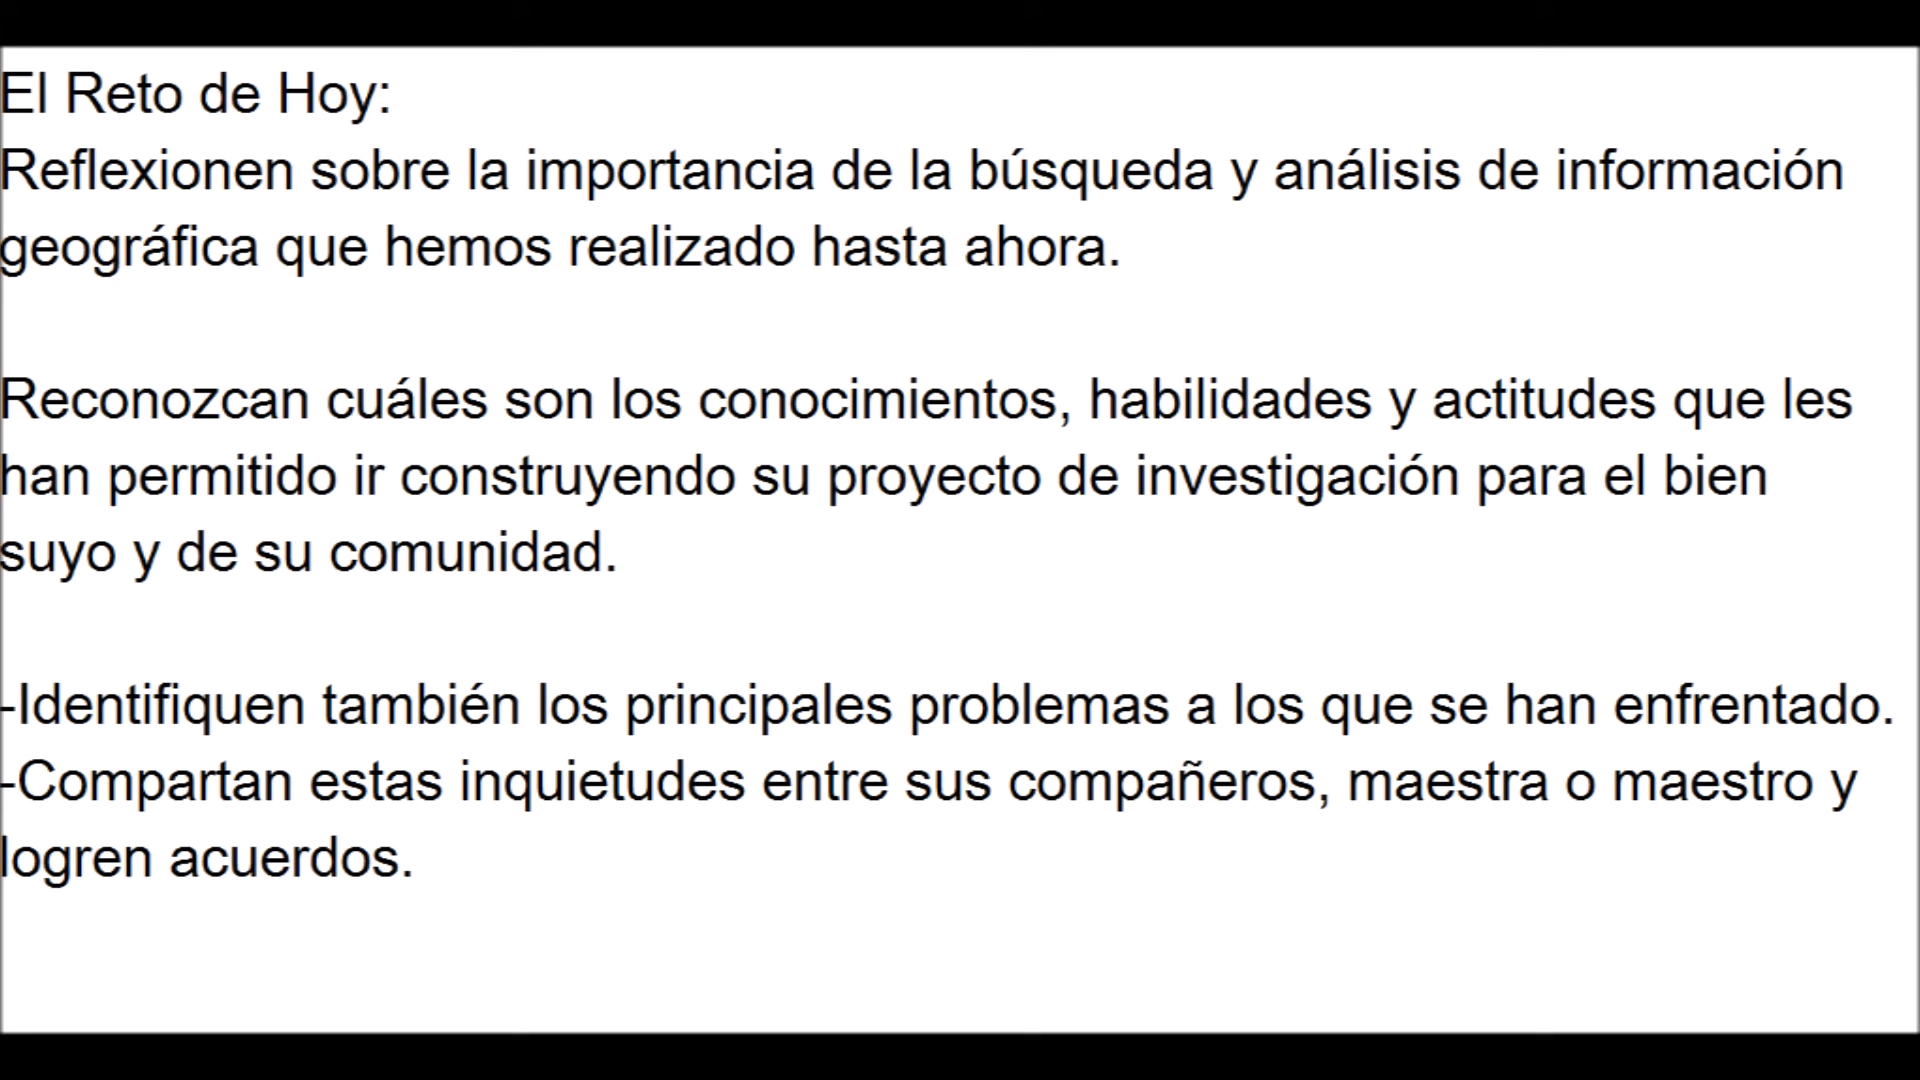 El Reto de Hoy:
Reflexionen sobre la importancia de la búsqueda y análisis de información
geográfica que hemos realizado hasta ahora.
Reconozcan cuáles son los conocimientos, habilidades y actitudes que les
han permitido ir construyendo su proyecto de investigación para el bien
suyo y de su comunidad.
-Identifiquen también los principales problemas a los que se han enfrentado.
-Compartan estas inquietudes entre sus compañeros, maestra o maestro y
logren acuerdos.